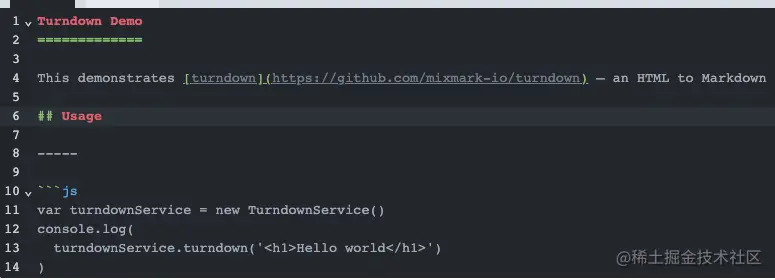 1 Turndown Demo
2 =============
3
4 This demonstrates [turndown](https://github.com/mixmark-io/turndown) – an HTML to Markdown
5
6 ## Usage
7
8 -----
9
10 ```js
11 var turndownService = new TurndownService()
12 console.log(
13   turndownService.turndown('<h1>Hello world</h1>')
14 )
@稀土掘金技术社区